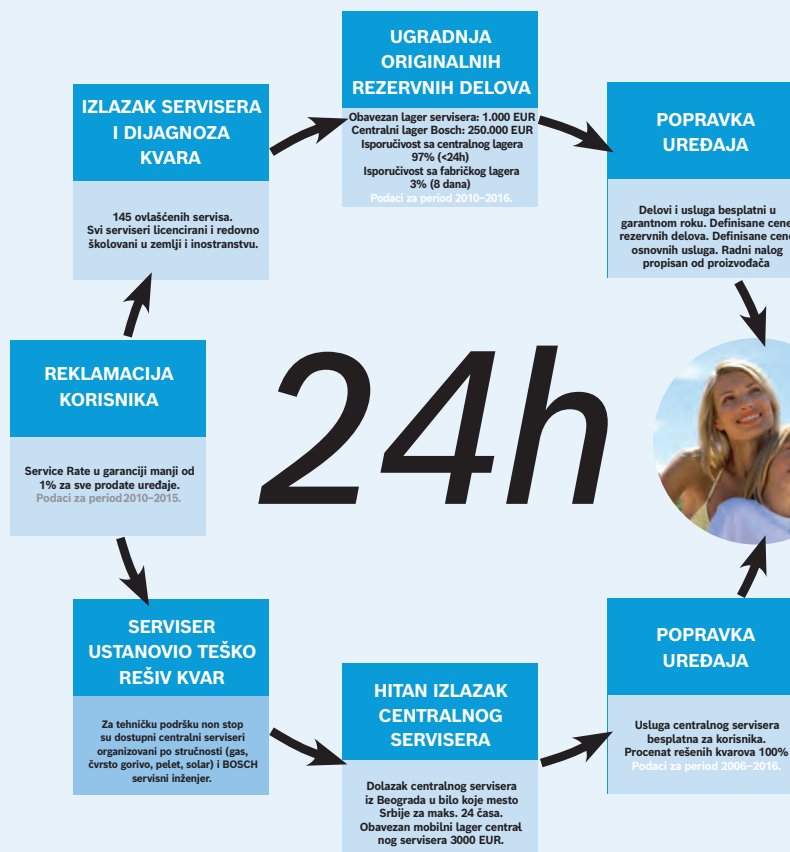 UGRADNJA
ORIGINALNIH
REZERVNIH DELOVA
Obavezan lager servisera: 1.000 EUR
Centralni lager Bosch: 250.000 EUR
Isporučivost sa centralnog lagera
97% (<24h)
Isporučivost sa fabričkog lagera
3% (8 dana)
Podaci za period 2010–2016.
IZLAZAK SERVISERA
I DIJAGNOZA
KVARA
145 ovlašćenih servisa.
Svi serviseri licencirani i redovno
školovani u zemlji i inostranstvu.
POPRAVKA
UREĐAJA
Delovi i usluga besplatni u
garantnom roku. Definisane cene
rezervnih delova. Definisane cene
osnovnih usluga. Radni nalog
propisan od proizvođača
REKLAMACIJA
KORISNIKA
Service Rate u garanciji manji od
1% za sve prodate uređaje.
Podaci za period 2010–2015.
24h
SERVISER
USTANOVIO TEŠKO
REŠIV KVAR
Za tehničku podršku non stop
su dostupni centralni serviseri
organizovani po stručnosti (gas,
čvrsto gorivo, pelet, solar) i BOSCH
servisni inženjer.
HITAN IZLAZAK
CENTRALNOG
SERVISERA
Dolazak centralnog servisera
iz Beograda u bilo koje mesto
Srbije za maks. 24 časa.
Obavezan mobilni lager central
nog servisera 3000 EUR.
POPRAVKA
UREĐAJA
Usluga centralnog servisera
besplatna za korisnika.
Procenat rešenih kvarova 100%
Podaci za period 2006–2016.